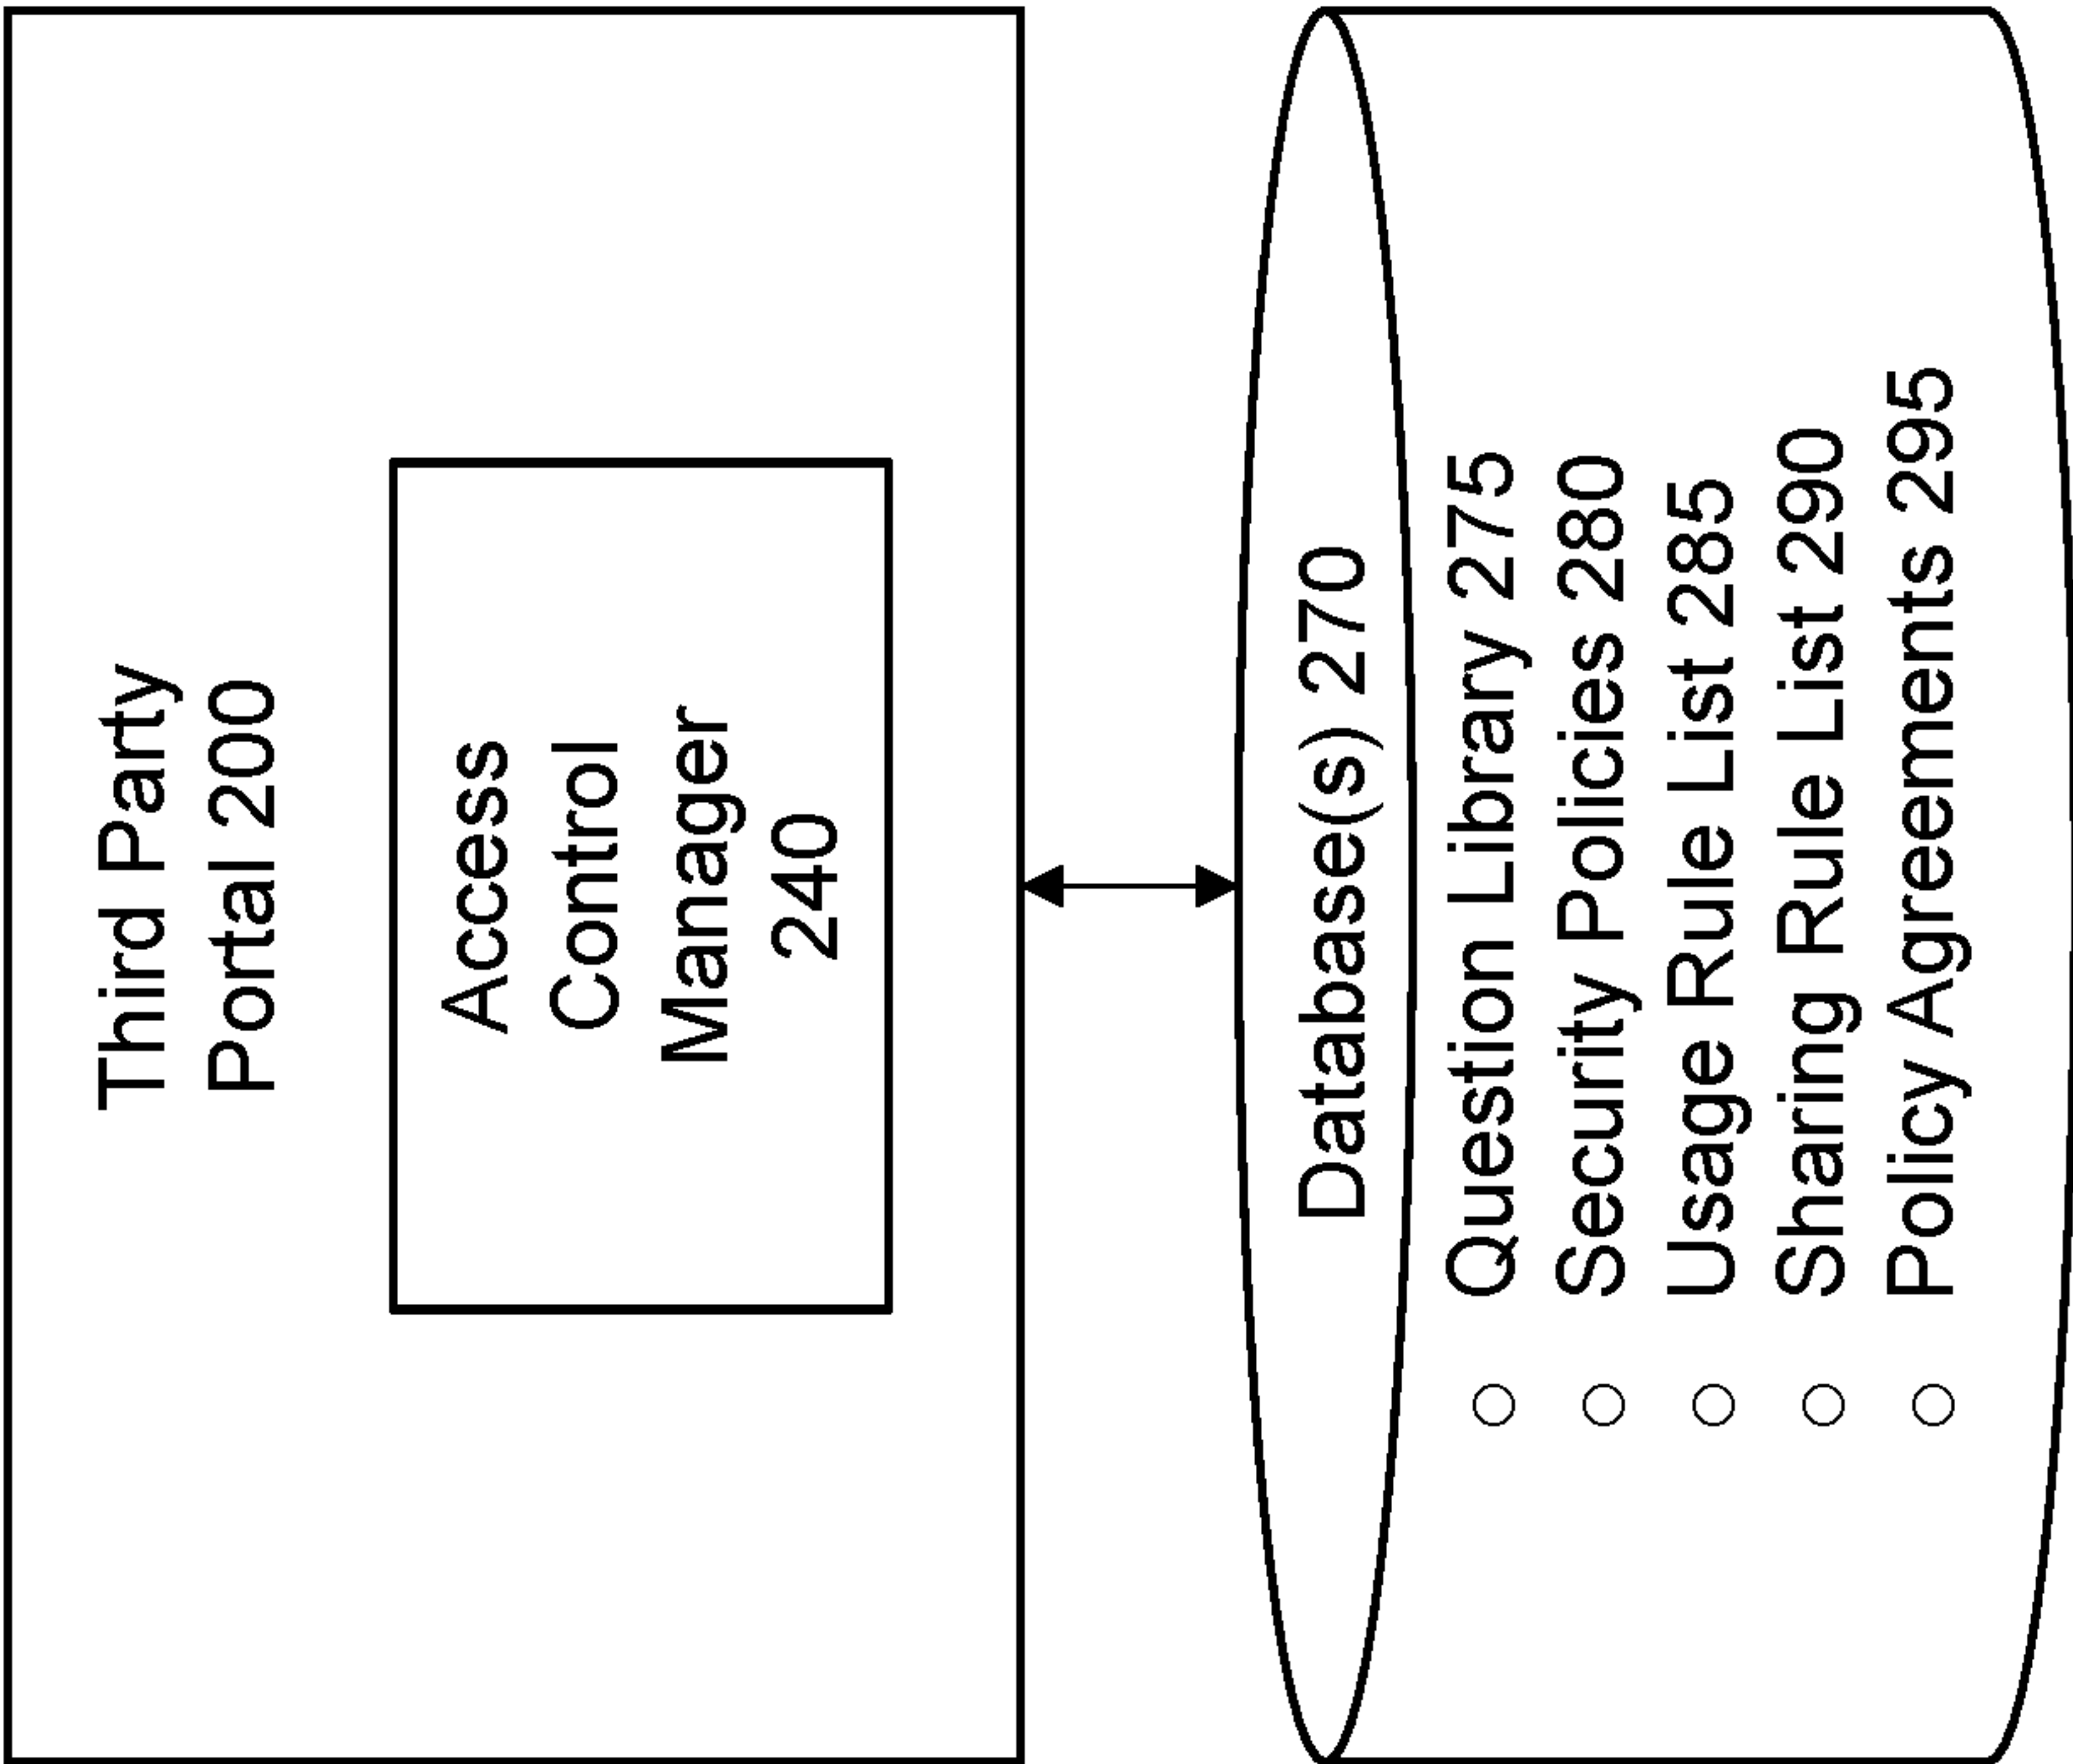 Third Party
Portal 200
Access
Control
Manager
240
Database(s) 270
Question Library 275
Security Policies 280
Usage Rule List 285
Sharing Rule List 290
Policy Agreements 295